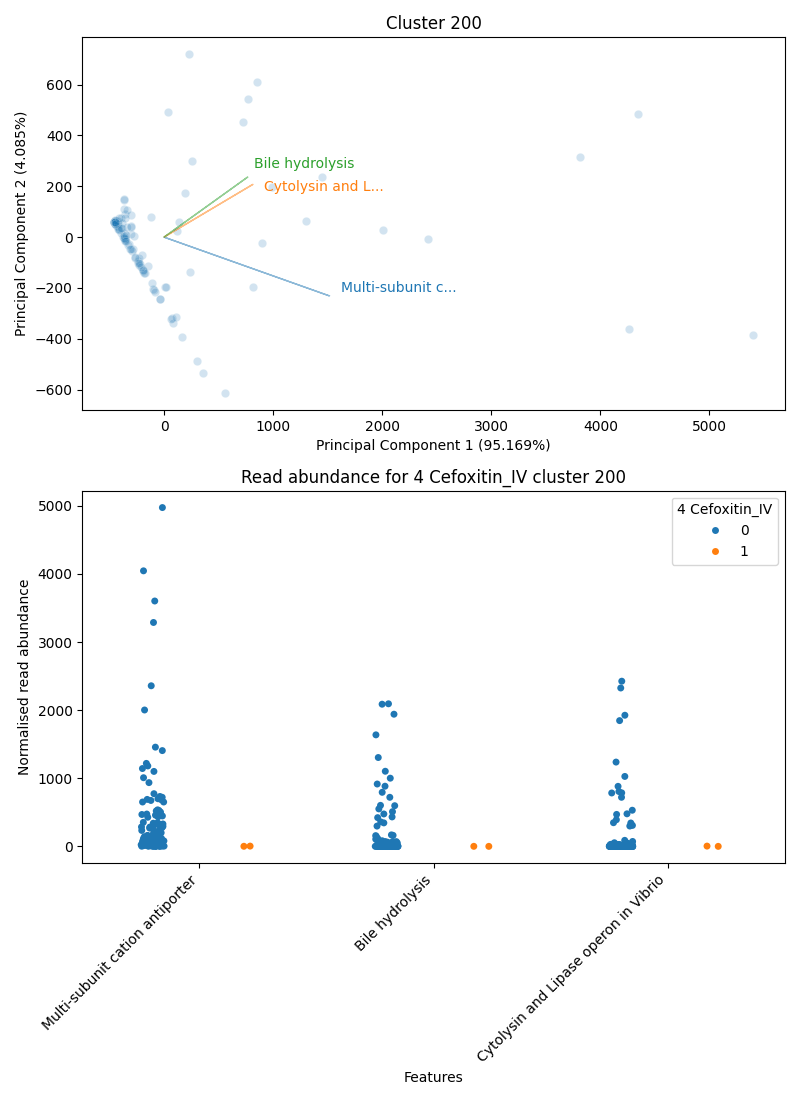 Cluster 200
Principal Component 2 (4.085%)
600
400
200
0
−200
−400
−600
Bile hydrolysis
Cytolysin and L...
Multi-subunit c...
0
1000
2000
3000
4000
5000
Principal Component 1 (95.169%)
Read abundance for 4 Cefoxitin_IV cluster 200
Normalised read abundance
5000
4000
3000
2000
1000
0
4 Cefoxitin_IV
0
1
Multi-subunit cation antiporter
Bile hydrolysis
Cytolysin and Lipase operon in Vibrio
Features